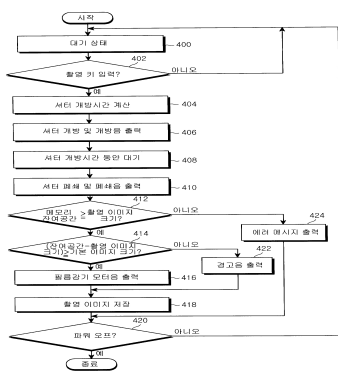 시작
대기 상태
400
402
촬영 키 입력?
아니오
예
셔터 개방시간 계산
404
셔터 개방 및 개방음 출력
406
셔터 개방시간 동안 대기
408
셔터 폐쇄 및 폐쇄음 출력
410
412
메모리 잔여공간 ≥ 촬영 이미지 크기?
아니오
424
에러 메시지 출력
예
414
(잔여공간-촬영 이미지
크기)≥기본 이미지 크기?
아니오
422
경고음 출력
예
필름감기 모터음 출력
416
촬영 이미지 저장
418
420
파워 오프?
아니오
예
종료